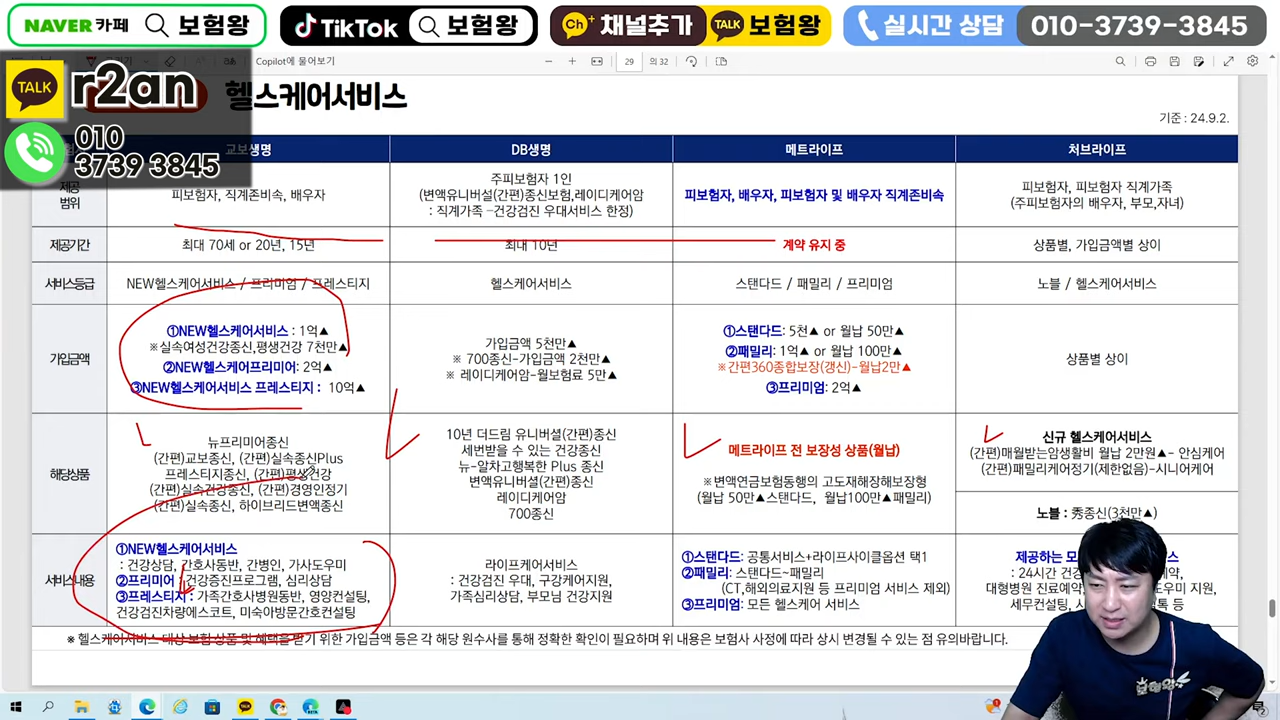 NAVER 카페 보험왕
TikTok 보험왕
Ch+ 채널추가 TALK 보험왕
실시간 상담 010-3739-3845
Copilot에 물어보기
29 의 32
TALK r2an
010
3739 3845
헬스케어서비스
기준 : 24.9.2.
교보생명 DB생명 메트라이프 처브라이프
제공
범위
피보험자, 직계존비속, 배우자
주피보험자 1인
(변액유니버설(간편)종신보험,레이디케어암
: 직계가족 –건강검진 우대서비스 한정)
피보험자, 배우자, 피보험자 및 배우자 직계존비속
피보험자, 피보험자 직계가족
(주피보험자의 배우자, 부모,자녀)
제공기간
최대 70세 or 20년, 15년
최대 10년
계약 유지 중
상품별, 가입금액별 상이
서비스등급
NEW헬스케어서비스 / 프리미엄 / 프레스티지
헬스케어서비스
스탠다드 / 패밀리 / 프리미엄
노블 / 헬스케어서비스
가입금액
①NEW헬스케어서비스 : 1억▲
※실속여성건강종신,평생건강 7천만▲
②NEW헬스케어프리미어: 2억▲
③NEW헬스케어서비스 프레스티지 : 10억▲
가입금액 5천만▲
※ 700종신-가입금액 2천만▲
※ 레이디케어암-월보험료 5만▲
①스탠다드: 5천▲ or 월납 50만▲
②패밀리: 1억▲ or 월납 100만▲
※간편360종합보장(갱신)-월납2만▲
③프리미엄: 2억▲
상품별 상이
해당상품
뉴프리미어종신
(간편)교보종신, (간편)실속종신Plus
프레스티지종신, (간편)평생건강
(간편)실속건강종신, (간편)경영인정기
(간편)실속종신, 하이브리드변액종신
10년 더드림 유니버셜(간편)종신
세번받을 수 있는 건강종신
뉴-알차고행복한 Plus 종신
변액유니버셜(간편)종신
레이디케어암
700종신
메트라이프 전 보장성 상품(월납)
※변액연금보험동행의 고도재해장해보장형
(월납 50만▲스탠다드, 월납100만▲패밀리)
신규 헬스케어서비스
(간편)매월받는암생활비 월납 2만원▲- 안심케어
(간편)패밀리케어정기(제한없음)-시니어케어
노블 : 秀종신(3천만▲)
서비스내용
①NEW헬스케어서비스
: 건강상담, 간호사동반, 간병인, 가사도우미
②프리미어 : 건강증진프로그램, 심리상담
③프레스티지 : 가족간호사병원동반, 영양컨설팅,
건강검진차량에스코트, 미숙아방문간호컨설팅
라이프케어서비스
: 건강검진 우대, 구강케어지원,
가족심리상담, 부모님 건강지원
①스탠다드: 공통서비스+라이프사이클옵션 택1
②패밀리: 스탠다드~패밀리
(CT,해외의료지원 등 프리미엄 서비스 제외)
③프리미엄: 모든 헬스케어 서비스
제공하는
: 24시간
대형병원
세무컨설팅,
※ 헬스케어서비스 대상 보험 상품 및 혜택을 받기 위한 가입금액 등은 각 해당 원수사를 통해 정확한 확인이 필요하며 위 내용은 보험사 사정에 따라 상시 변경될 수 있는 점 유의바랍니다.
보험왕